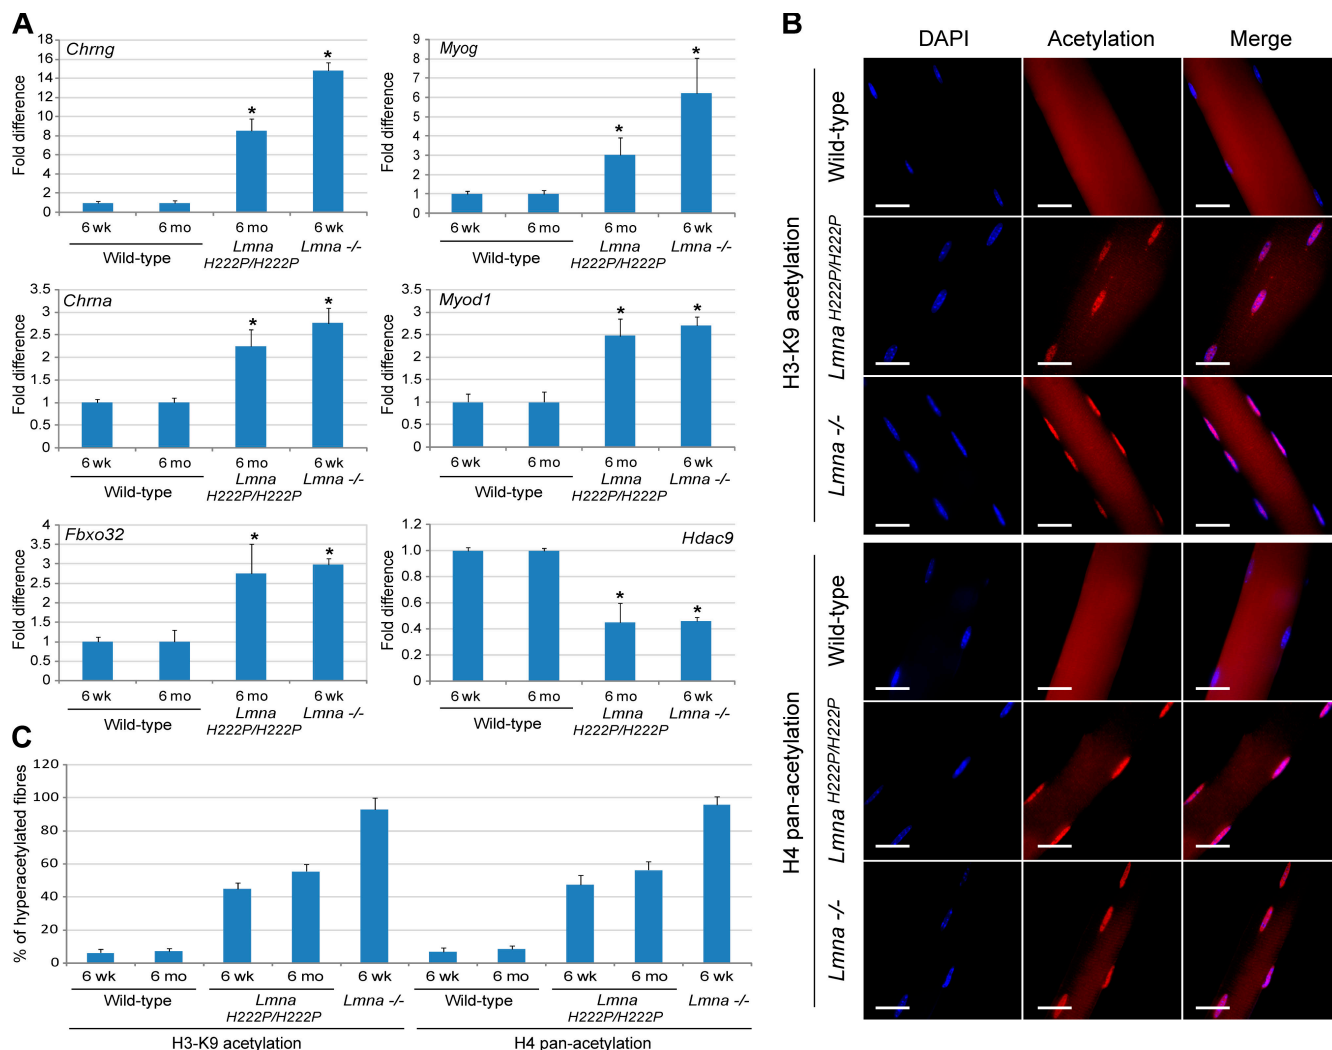 A
Chrng
Fold difference
18
16
14
12
10
8
6
4
2
0
*
*
6 wk 6 mo 6 mo 6 wk
Wild-type Lmna H222P/H222P Lmna -/-
Myog
Fold difference
9
8
7
6
5
4
3
2
1
0
*
*
6 wk 6 mo 6 mo 6 wk
Wild-type Lmna H222P/H222P Lmna -/-
Chrna
Fold difference
3.5
3
2.5
2
1.5
1
0.5
0
*
*
6 wk 6 mo 6 mo 6 wk
Wild-type Lmna H222P/H222P Lmna -/-
Myod1
Fold difference
3.5
3
2.5
2
1.5
1
0.5
0
*
*
6 wk 6 mo 6 mo 6 wk
Wild-type Lmna H222P/H222P Lmna -/-
Fbxo32
Fold difference
4
3.5
3
2.5
2
1.5
1
0.5
0
*
*
6 wk 6 mo 6 mo 6 wk
Wild-type Lmna H222P/H222P Lmna -/-
Hdac9
Fold difference
1.2
1.0
0.8
0.6
0.4
0.2
0
*
*
6 wk 6 mo 6 mo 6 wk
Wild-type Lmna H222P/H222P Lmna -/-
B
DAPI Acetylation Merge
H3-K9 acetylation
Wild-type
Lmna H222P/H222P
Lmna -/-
H4 pan-acetylation
Wild-type
Lmna H222P/H222P
Lmna -/-
C
% of hyperacetylated fibres
120
100
80
60
40
20
0
6 wk 6 mo 6 wk 6 mo 6 wk 6 wk 6 mo 6 wk 6 mo 6 wk
Wild-type Lmna H222P/H222P Lmna -/- Wild-type Lmna H222P/H222P Lmna -/-
H3-K9 acetylation H4 pan-acetylation